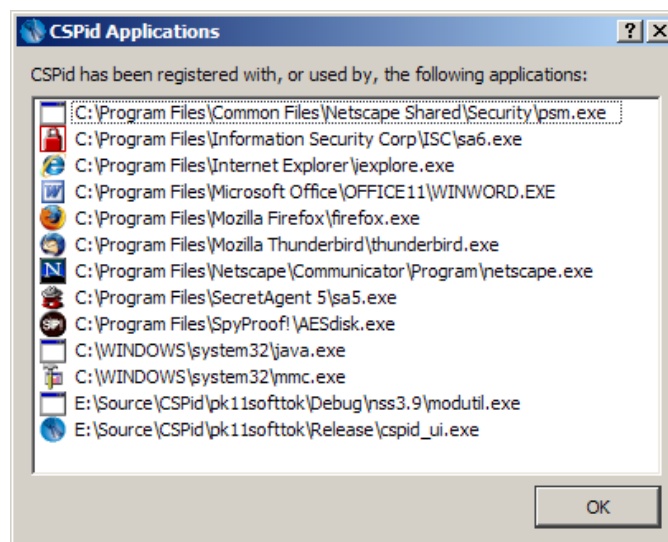 CSPid Applications
CSPid has been registered with, or used by, the following applications:
C:\Program Files\Common Files\Netscape Shared\Security\psm.exe
C:\Program Files\Information Security Corp\ISC\sa6.exe
C:\Program Files\Internet Explorer\iexplore.exe
C:\Program Files\Microsoft Office\OFFICE11\WINWORD.EXE
C:\Program Files\Mozilla Firefox\firefox.exe
C:\Program Files\Mozilla Thunderbird\thunderbird.exe
C:\Program Files\Netscape\Communicator\Program\netscape.exe
C:\Program Files\SecretAgent 5\sa5.exe
C:\Program Files\SpyProof!\AESdisk.exe
C:\WINDOWS\system32\java.exe
C:\WINDOWS\system32\mmc.exe
E:\Source\CSPid\pk11softtok\Debug\nss3.9\modutil.exe
E:\Source\CSPid\pk11softtok\Release\cspid_ui.exe
OK